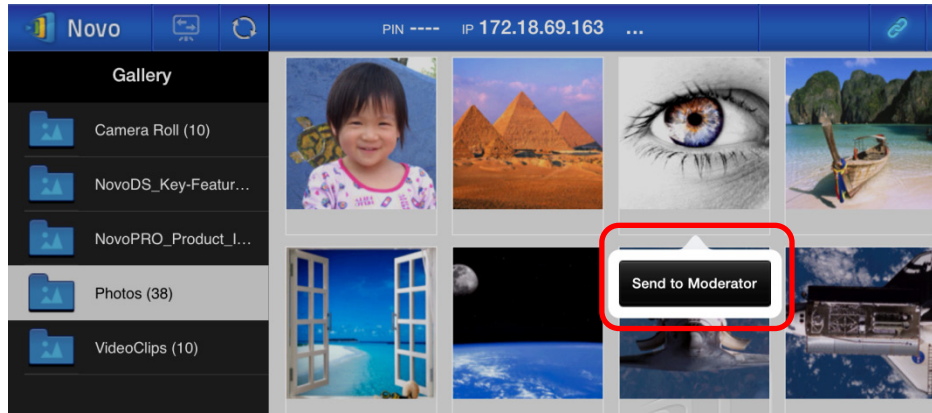 Novo
PIN ---- IP 172.18.69.163 ...
Gallery
Camera Roll (10)
NovoDS_Key-Featur...
NovoPRO_Product_I...
Photos (38)
VideoClips (10)
Send to Moderator